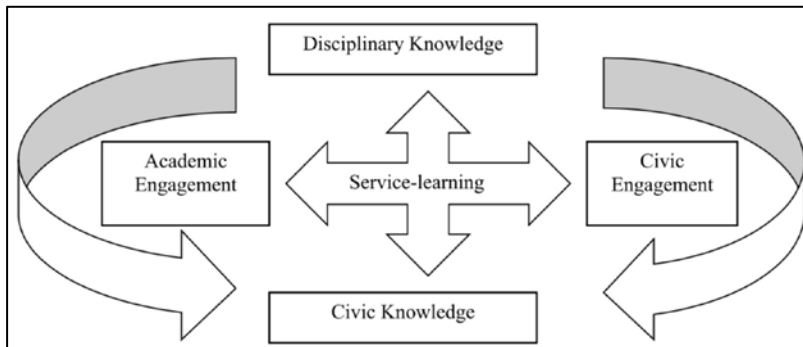 Disciplinary Knowledge
Academic
Engagement
Service-learning
Civic
Engagement
Civic Knowledge